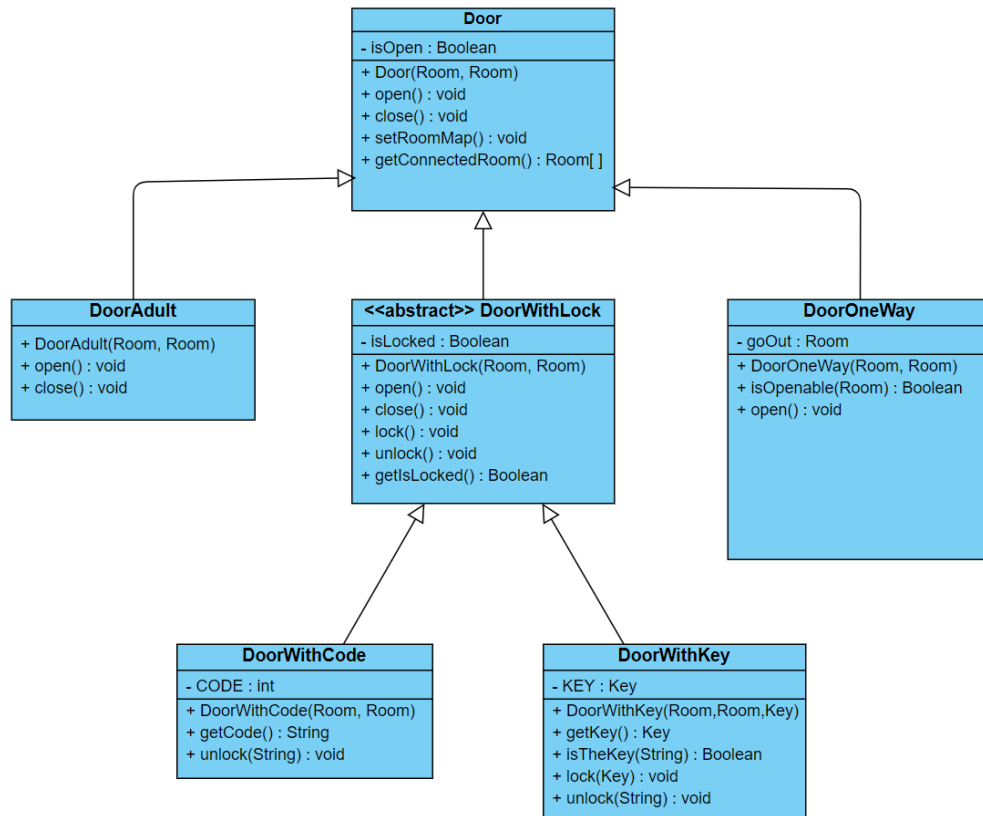 Door
- isOpen : Boolean
+ Door(Room, Room)
+ open() : void
+ close() : void
+ setRoomMap() : void
+ getConnectedRoom() : Room[ ]
DoorAdult
+ DoorAdult(Room, Room)
+ open() : void
+ close() : void
<<abstract>> DoorWithLock
- isLocked : Boolean
+ DoorWithLock(Room, Room)
+ open() : void
+ close() : void
+ lock() : void
+ unlock() : void
+ getIsLocked() : Boolean
DoorOneWay
- goOut : Room
+ DoorOneWay(Room, Room)
+ isOpenable(Room) : Boolean
+ open() : void
DoorWithCode
- CODE : int
+ DoorWithCode(Room, Room)
+ getCode() : String
+ unlock(String) : void
DoorWithKey
- KEY : Key
+ DoorWithKey(Room,Room,Key)
+ getKey() : Key
+ isTheKey(String) : Boolean
+ lock(Key) : void
+ unlock(String) : void